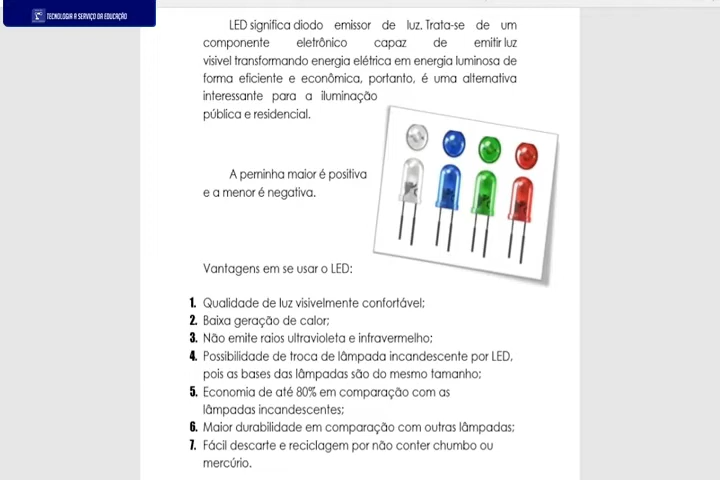 TECNOLOGIA A SERVIÇO DA EDUCAÇÃO
LED significa diodo emissor de luz. Trata-se de um
componente eletrônico capaz de emitir luz
visivel transformando energia elétrica em energia luminosa de
forma eficiente e econômica, portanto, é uma alternativa
interessante para a iluminação
pública e residencial.
A perninha maior é positiva
e a menor é negativa.
Vantagens em se usar o LED:
1. Qualidade de luz visivelmente confortável;
2. Baixa geração de calor;
3. Não emite raios ultravioleta e infravermelho;
4. Possibilidade de troca de lâmpada incandescente por LED,
pois as bases das lâmpadas são do mesmo tamanho;
5. Economia de até 80% em comparação com as
lâmpadas incandescentes;
6. Maior durabilidade em comparação com outras lâmpadas;
7. Fácil descarte e reciclagem por não conter chumbo ou
mercúrio.